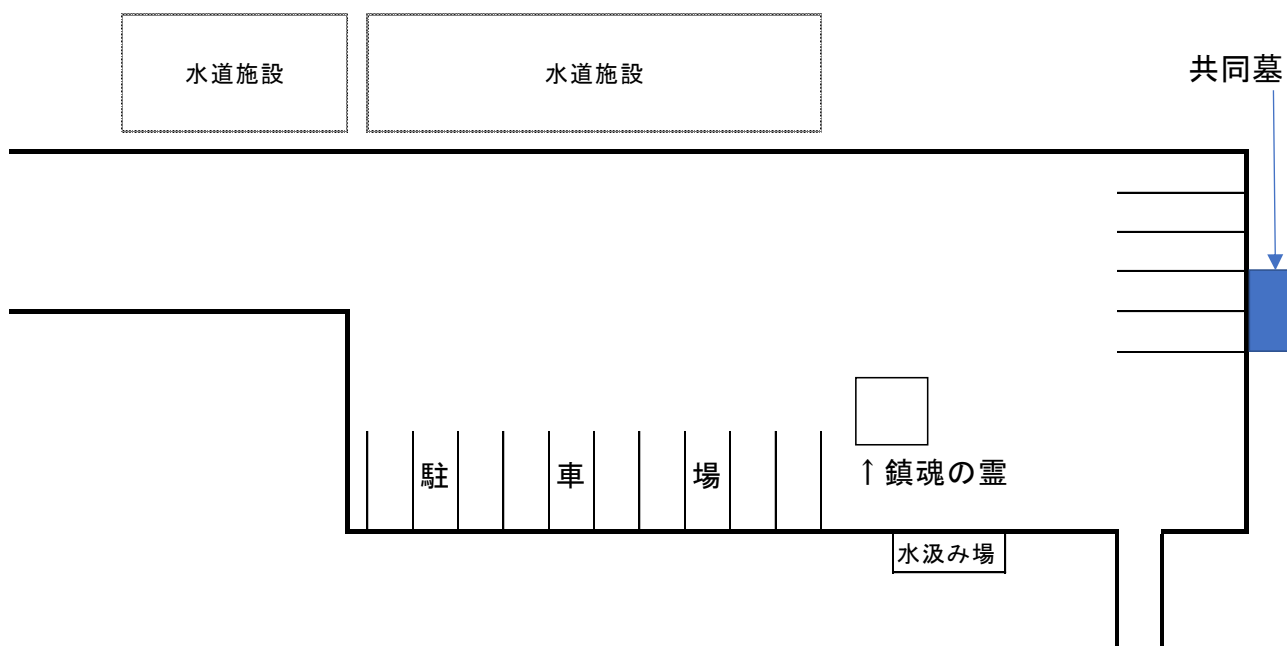 水道施設
水道施設
共同墓
駐車場
↑鎮魂の霊
水汲み場